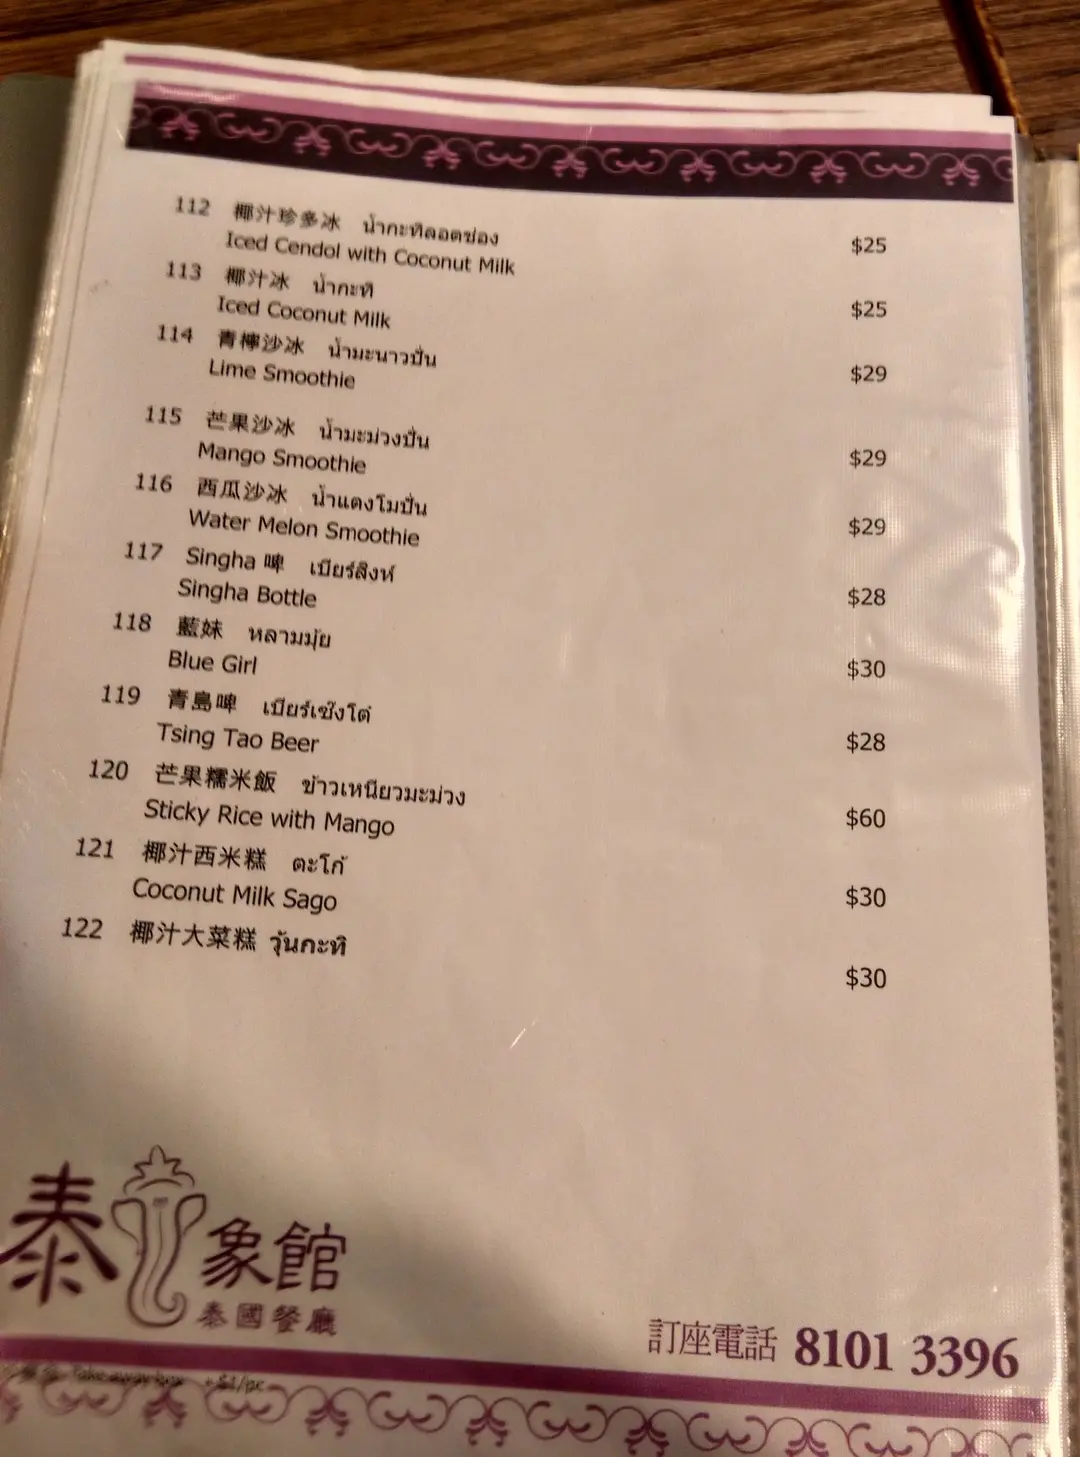 112 椰汁珍多冰 น้ำกะทิลอดช่อง
Iced Cendol with Coconut Milk $25
113 椰汁冰 น้ำกะทิ
Iced Coconut Milk $25
114 青檸沙冰 น้ำมะนาวปั่น
Lime Smoothie $29
115 芒果沙冰 น้ำมะม่วงปั่น
Mango Smoothie $29
116 西瓜沙冰 น้ำแตงโมปั่น
Water Melon Smoothie $29
117 Singha 啤 เบียร์สิงห์
Singha Bottle $28
118 藍妹 หลามมุ้ย
Blue Girl $30
119 青島啤 เบียร์เช๊งโต่
Tsing Tao Beer $28
120 芒果糯米飯 ข้าวเหนียวมะม่วง
Sticky Rice with Mango $60
121 椰汁西米糕 ตะโก้
Coconut Milk Sago $30
122 椰汁大菜糕 วุ้นกะทิ
$30
泰象館
泰國餐廳
訂座電話 8101 3396
Take away box +$1/pc